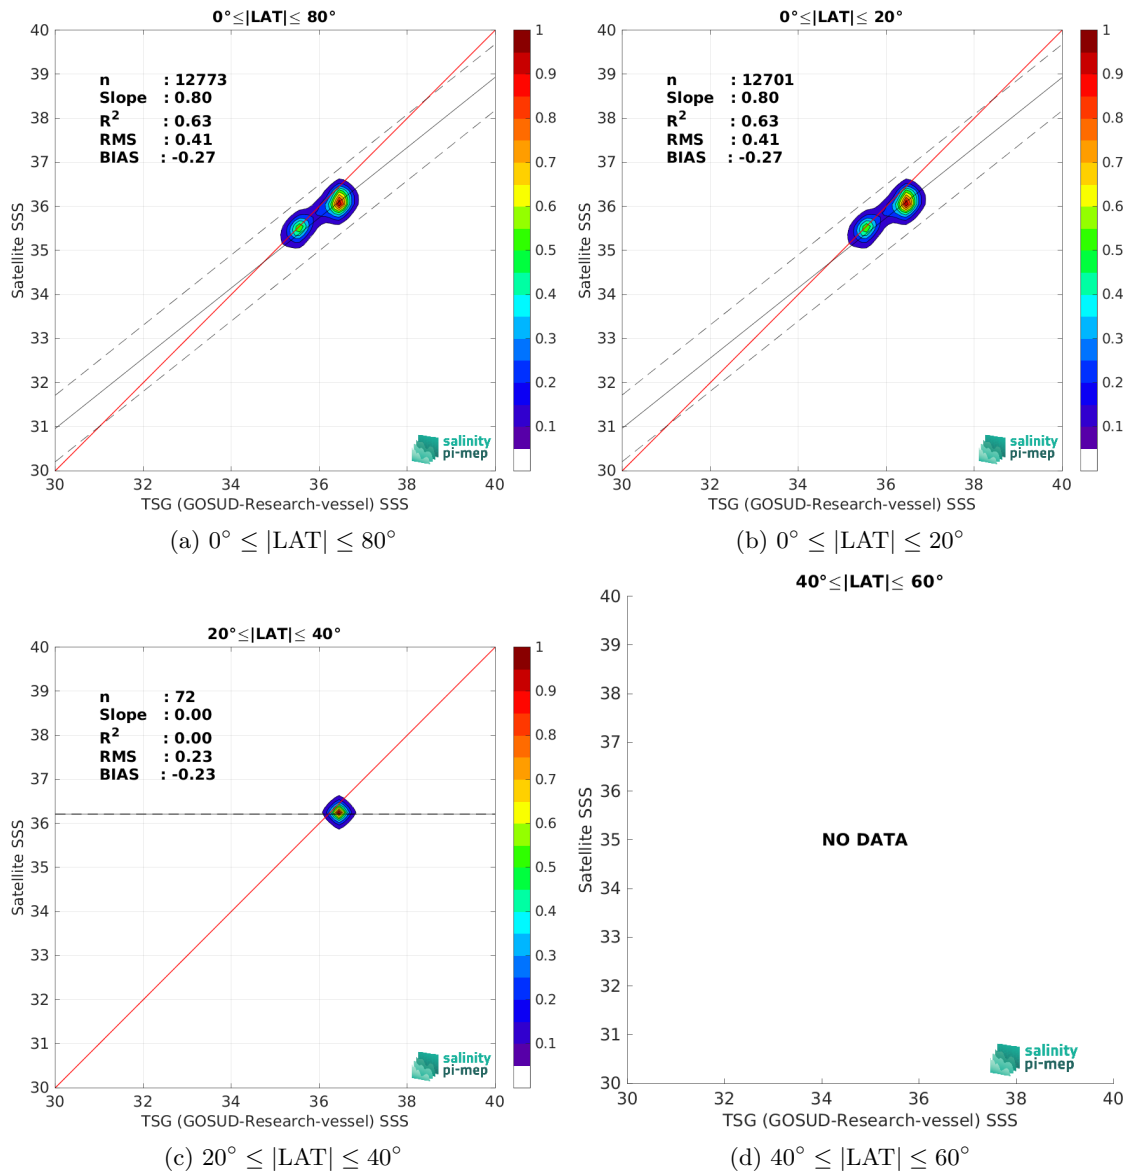 0°≤|LAT|≤ 80°
40
39
38
37
36
35
34
33
32
31
30
Satellite SSS
n : 12773
Slope : 0.80
R² : 0.63
RMS : 0.41
BIAS : -0.27
1
0.9
0.8
0.7
0.6
0.5
0.4
0.3
0.2
0.1
salinity
pi-mep
30 32 34 36 38 40
TSG (GOSUD-Research-vessel) SSS
(a) 0° ≤ |LAT| ≤ 80°
0°≤|LAT|≤ 20°
40
39
38
37
36
35
34
33
32
31
30
Satellite SSS
n : 12701
Slope : 0.80
R² : 0.63
RMS : 0.41
BIAS : -0.27
1
0.9
0.8
0.7
0.6
0.5
0.4
0.3
0.2
0.1
salinity
pi-mep
30 32 34 36 38 40
TSG (GOSUD-Research-vessel) SSS
(b) 0° ≤ |LAT| ≤ 20°
20°≤|LAT|≤ 40°
40
39
38
37
36
35
34
33
32
31
30
Satellite SSS
n : 72
Slope : 0.00
R² : 0.00
RMS : 0.23
BIAS : -0.23
1
0.9
0.8
0.7
0.6
0.5
0.4
0.3
0.2
0.1
salinity
pi-mep
30 32 34 36 38 40
TSG (GOSUD-Research-vessel) SSS
(c) 20° ≤ |LAT| ≤ 40°
40°≤|LAT|≤ 60°
40
39
38
37
36
35
34
33
32
31
30
Satellite SSS
NO DATA
salinity
pi-mep
30 32 34 36 38 40
TSG (GOSUD-Research-vessel) SSS
(d) 40° ≤ |LAT| ≤ 60°